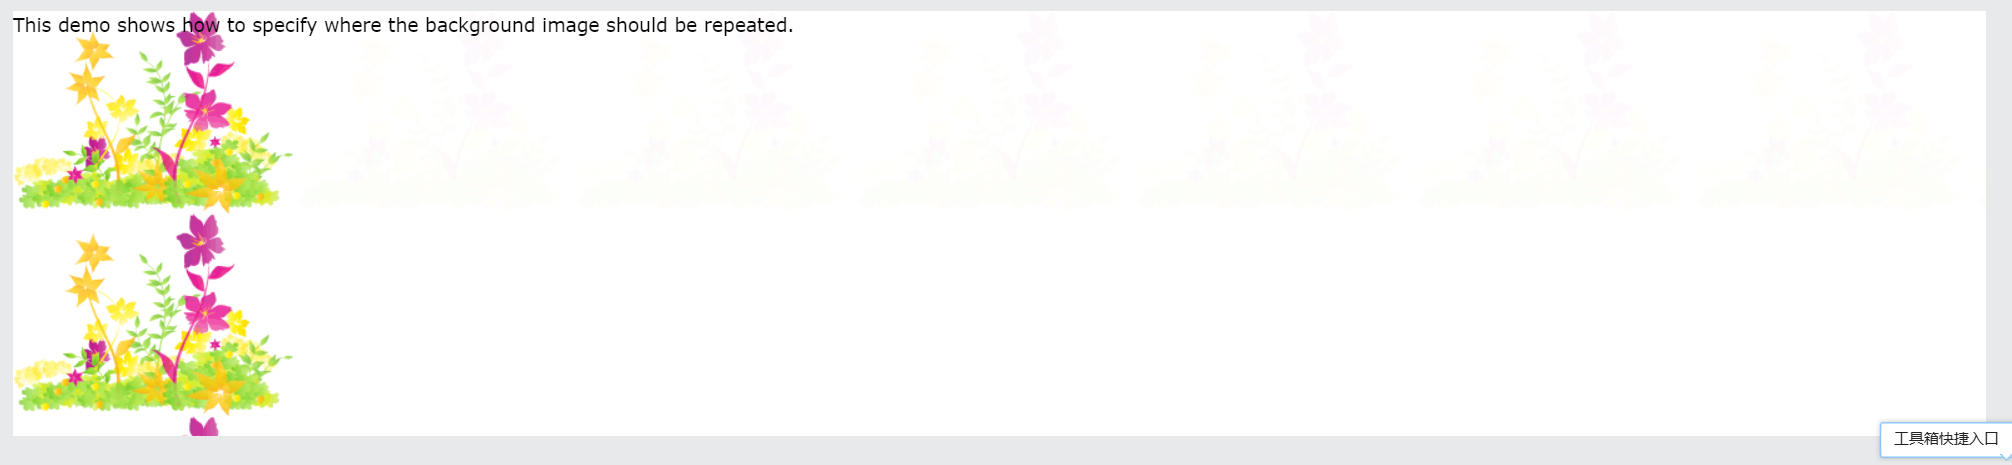 This demo shows how to specify where the background image should be repeated.
工具箱快捷入口